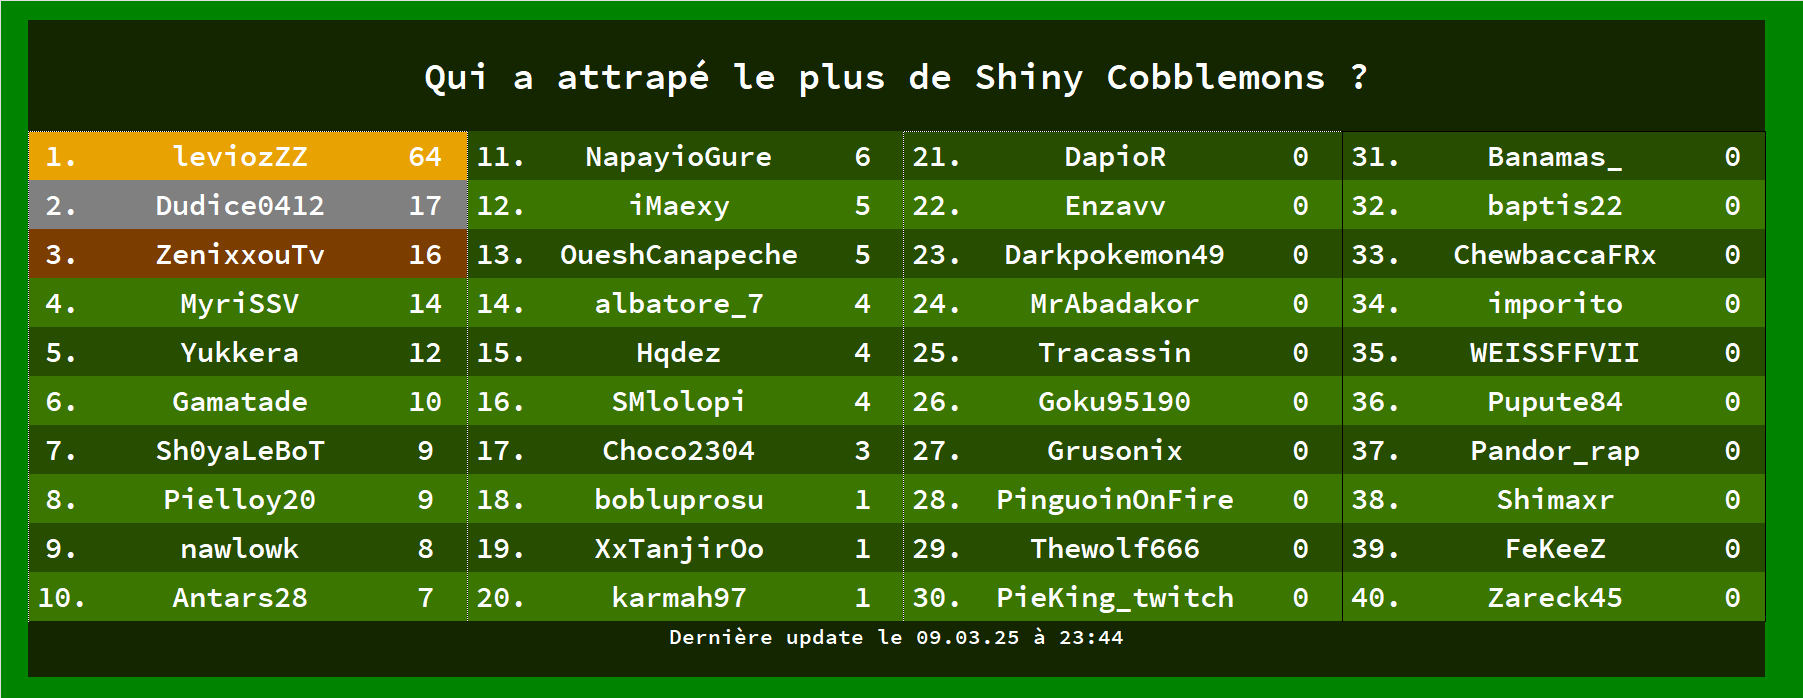 Qui a attrapé le plus de Shiny Cobblemons ?
1. leviozZZ 64 11. NapayioGure 6 21. DapioR 0 31. Banamas_ 0
2. Dudice0412 17 12. iMaexy 5 22. Enzavv 0 32. baptis22 0
3. ZenixxouTv 16 13. OueshCanapeche 5 23. Darkpokemon49 0 33. ChewbaccaFRx 0
4. MyriSSV 14 14. albatore_7 4 24. MrAbadakor 0 34. imporito 0
5. Yukkera 12 15. Hqdez 4 25. Tracassin 0 35. WEISSFFVII 0
6. Gamatade 10 16. SMlolopi 4 26. Goku95190 0 36. Pupute84 0
7. Sh0yaLeBoT 9 17. Choco2304 3 27. Grusonix 0 37. Pandor_rap 0
8. Pielloy20 9 18. bobluprosu 1 28. PinguoinOnFire 0 38. Shimaxr 0
9. nawlowk 8 19. XxTanjirOo 1 29. Thewolf666 0 39. FeKeeZ 0
10. Antars28 7 20. karmah97 1 30. PieKing_twitch 0 40. Zareck45 0
Dernière update le 09.03.25 à 23:44